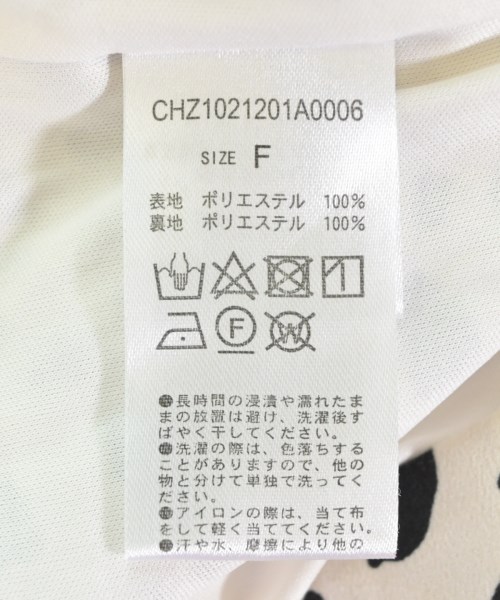 CHZ1021201A0006
SIZE F
表地 ポリエステル 100%
裏地 ポリエステル 100%
F W
●長時間の浸漬や濡れたま
まの放置は避け、洗濯後す
ばやく干してください。
●洗濯の際は、色落ちする
ことがありますので、他の
物と分けて単独で洗ってく
ださい。
●アイロンの際は、当て布
をして軽く当ててください。
●汗や水、摩擦により他の